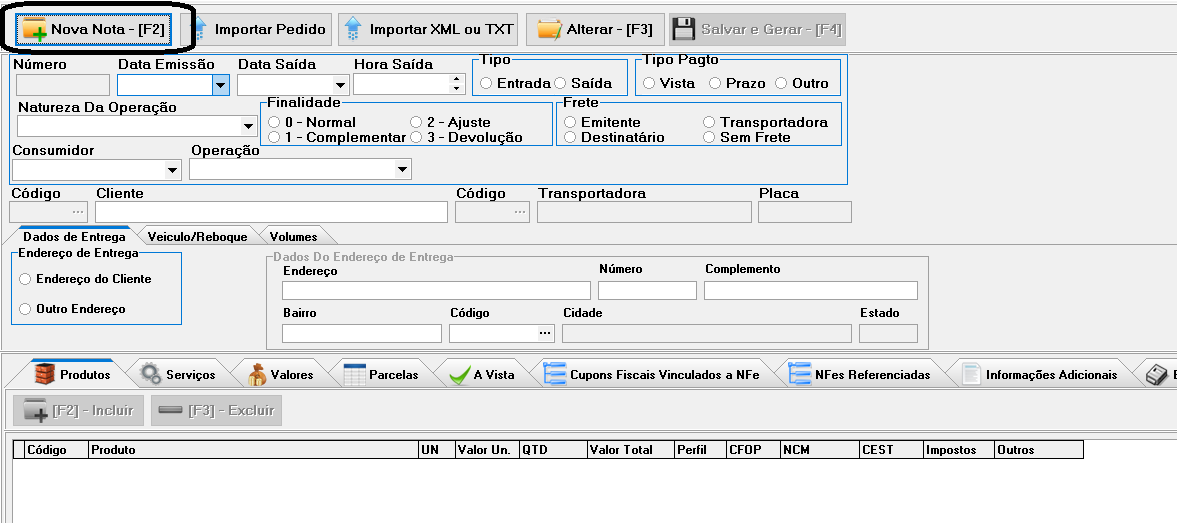 Nova Nota - [F2] Importar Pedido Importar XML ou TXT Alterar - [F3] Salvar e Gerar - [F4]
Número Data Emissão Data Saída Hora Saída Tipo Tipo Pagto
Entrada Saída Vista Prazo Outro
Natureza Da Operação Finalidade Frete
0 - Normal 2 - Ajuste Emitente Transportadora
1 - Complementar 3 - Devolução Destinatário Sem Frete
Consumidor Operação
Código Cliente Código Transportadora Placa
Dados de Entrega Veiculo/Reboque Volumes
Endereço de Entrega Dados Do Endereço de Entrega
Endereço Número Complemento
Endereço do Cliente
Outro Endereço
Bairro Código Cidade Estado
Produtos Serviços Valores Parcelas A Vista Cupons Fiscais Vinculados a NFe NFes Referenciadas Informações Adicionais
[F2] - Incluir [F3] - Excluir
Código Produto UN Valor Un. QTD Valor Total Perfil CFOP NCM CEST Impostos Outros